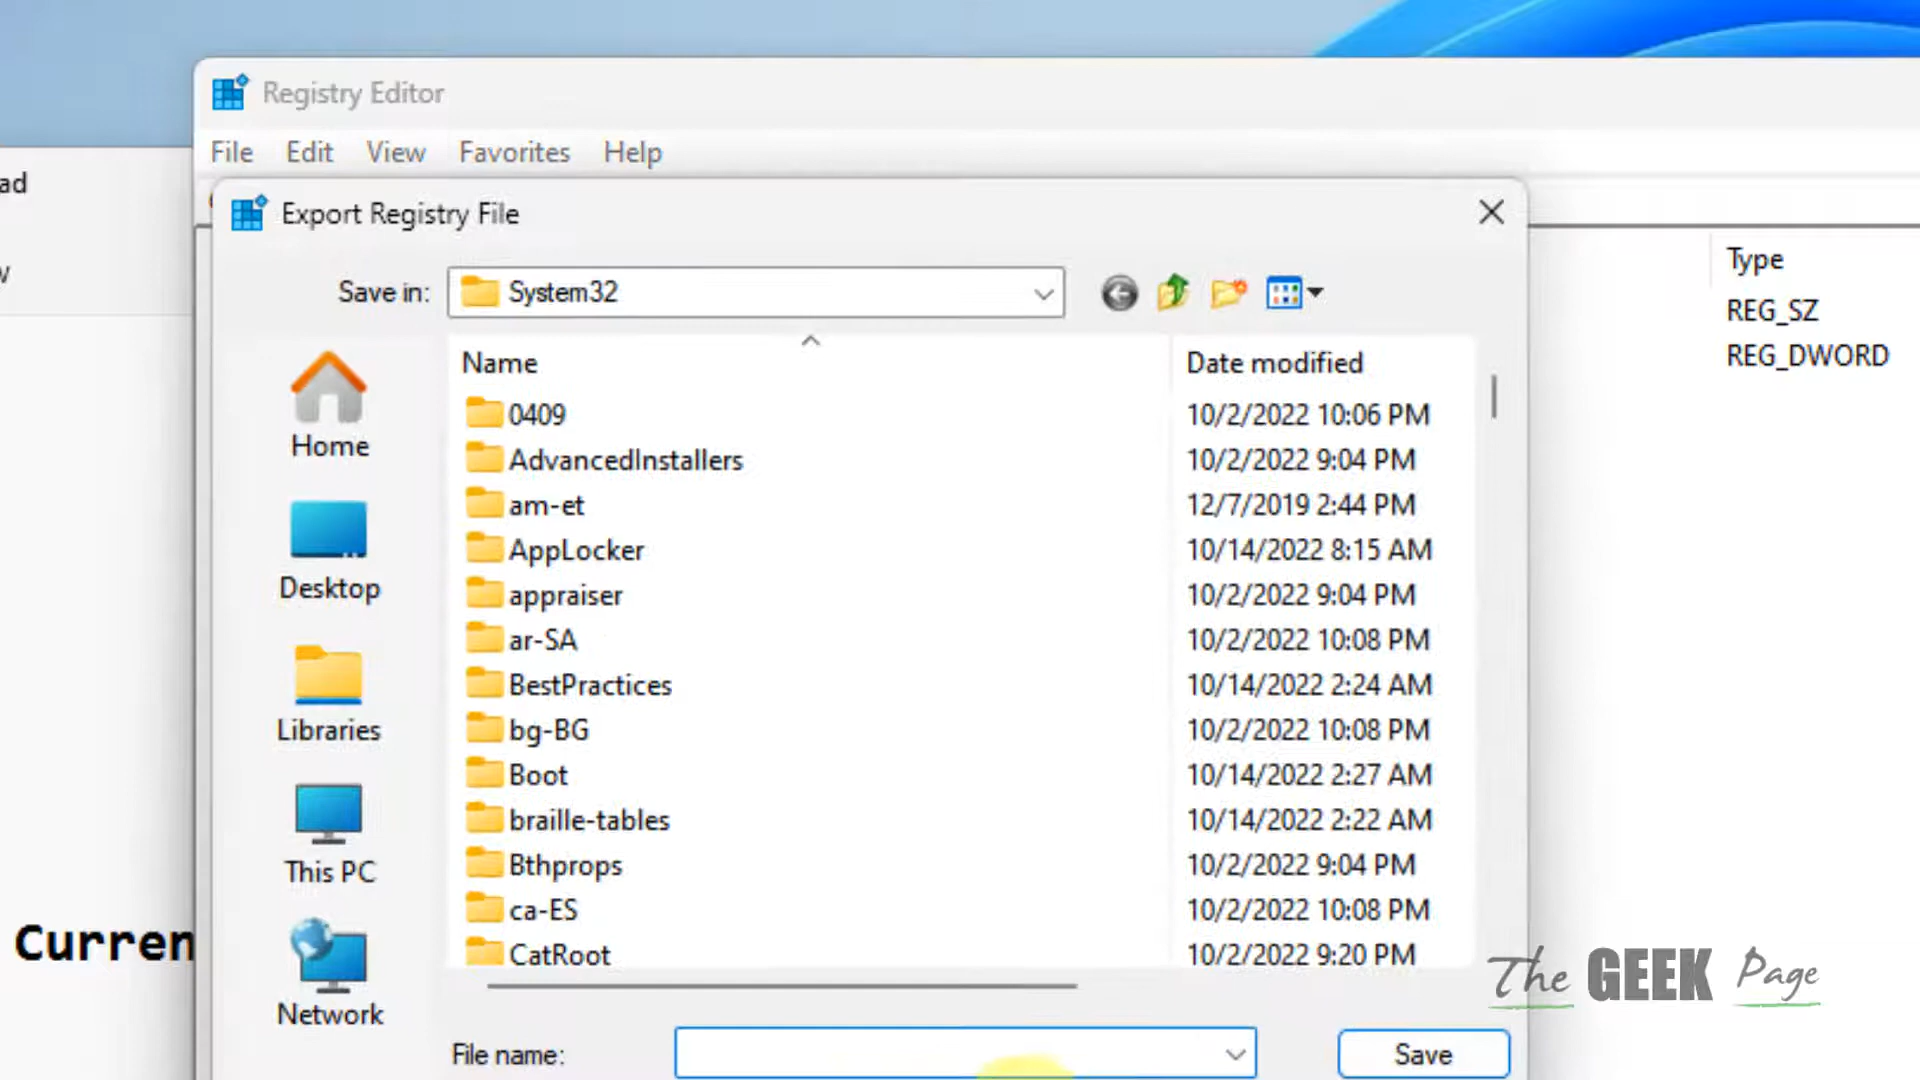 Registry Editor
File Edit View Favorites Help
ad
Export Registry File
Save in: System32
Type
REG_SZ
REG_DWORD
Name Date modified
0409 10/2/2022 10:06 PM
AdvancedInstallers 10/2/2022 9:04 PM
am-et 12/7/2019 2:44 PM
AppLocker 10/14/2022 8:15 AM
appraiser 10/2/2022 9:04 PM
ar-SA 10/2/2022 10:08 PM
BestPractices 10/14/2022 2:24 AM
bg-BG 10/2/2022 10:08 PM
Boot 10/14/2022 2:27 AM
braille-tables 10/14/2022 2:22 AM
Bthprops 10/2/2022 9:04 PM
ca-ES 10/2/2022 10:08 PM
CatRoot 10/2/2022 9:20 PM
Home
Desktop
Libraries
This PC
Network
Curren
File name:
Save
The GEEK Page